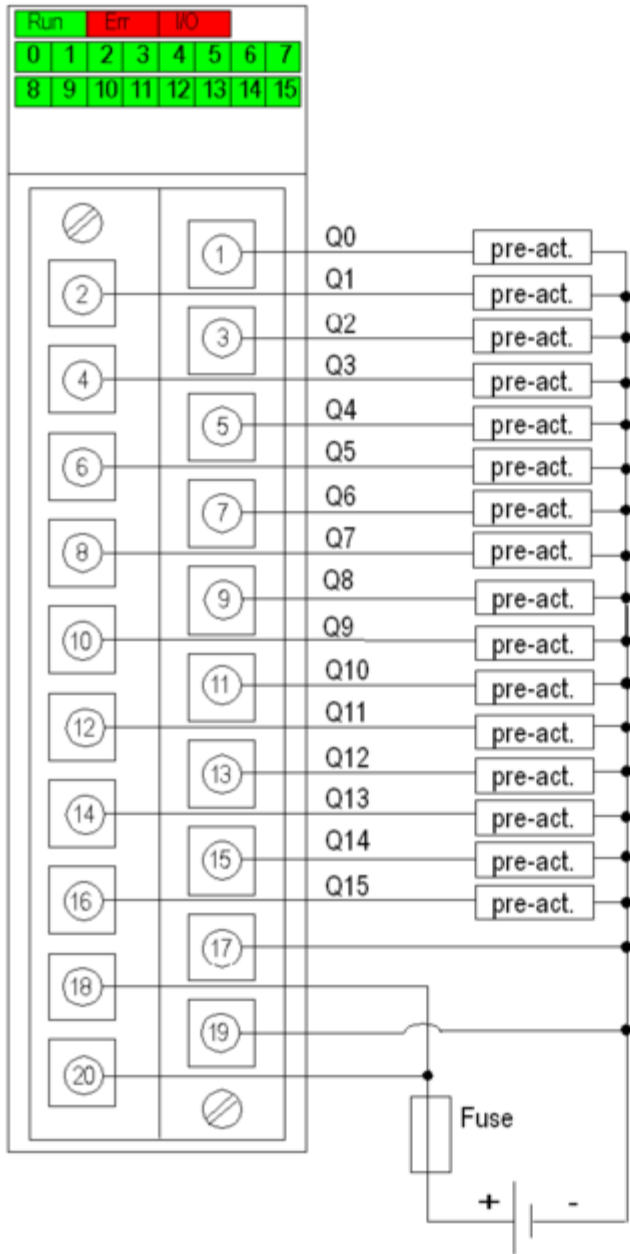 Run Err I/O
0 1 2 3 4 5 6 7
8 9 10 11 12 13 14 15
1 Q0 pre-act.
2 Q1 pre-act.
3 Q2 pre-act.
4 Q3 pre-act.
5 Q4 pre-act.
6 Q5 pre-act.
7 Q6 pre-act.
8 Q7 pre-act.
9 Q8 pre-act.
10 Q9 pre-act.
11 Q10 pre-act.
12 Q11 pre-act.
13 Q12 pre-act.
14 Q13 pre-act.
15 Q14 pre-act.
16 Q15 pre-act.
17
18
19
20
Fuse
+ -